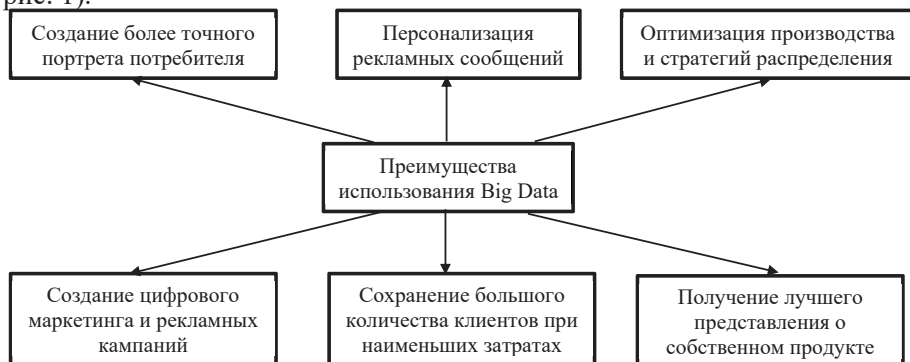 рис. 1).
Создание более точного
портрета потребителя
Персонализация
рекламных сообщений
Оптимизация производства
и стратегий распределения
Преимущества
использования Big Data
Создание цифрового
маркетинга и рекламных
кампаний
Сохранение большого
количества клиентов при
наименьших затратах
Получение лучшего
представления о
собственном продукте